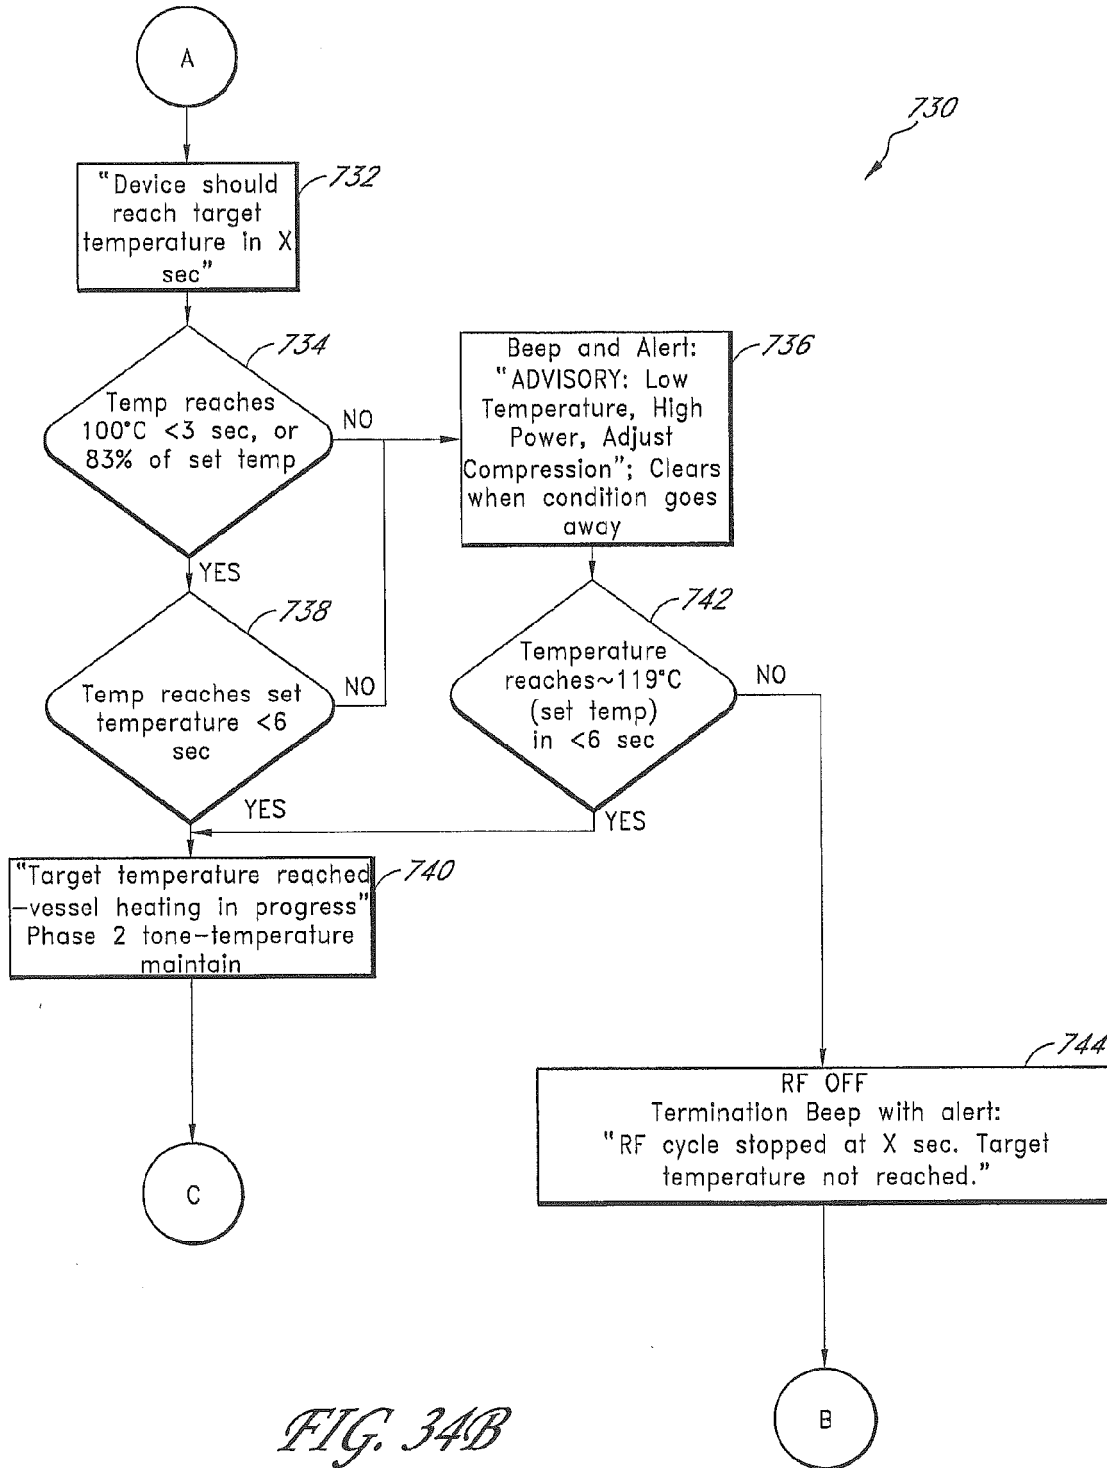 A
730
"Device should
reach target
temperature in X
sec"
732
734
Temp reaches
100°C <3 sec, or
83% of set temp
NO
YES
Beep and Alert:
"ADVISORY: Low
Temperature, High
Power, Adjust
Compression"; Clears
when condition goes
away
736
738
Temp reaches set
temperature <6
sec
NO
YES
742
Temperature
reaches~119°C
(set temp)
in <6 sec
NO
YES
"Target temperature reached
-vessel heating in progress"
Phase 2 tone-temperature
maintain
740
744
RF OFF
Termination Beep with alert:
"RF cycle stopped at X sec. Target
temperature not reached."
C
B
FIG. 34B